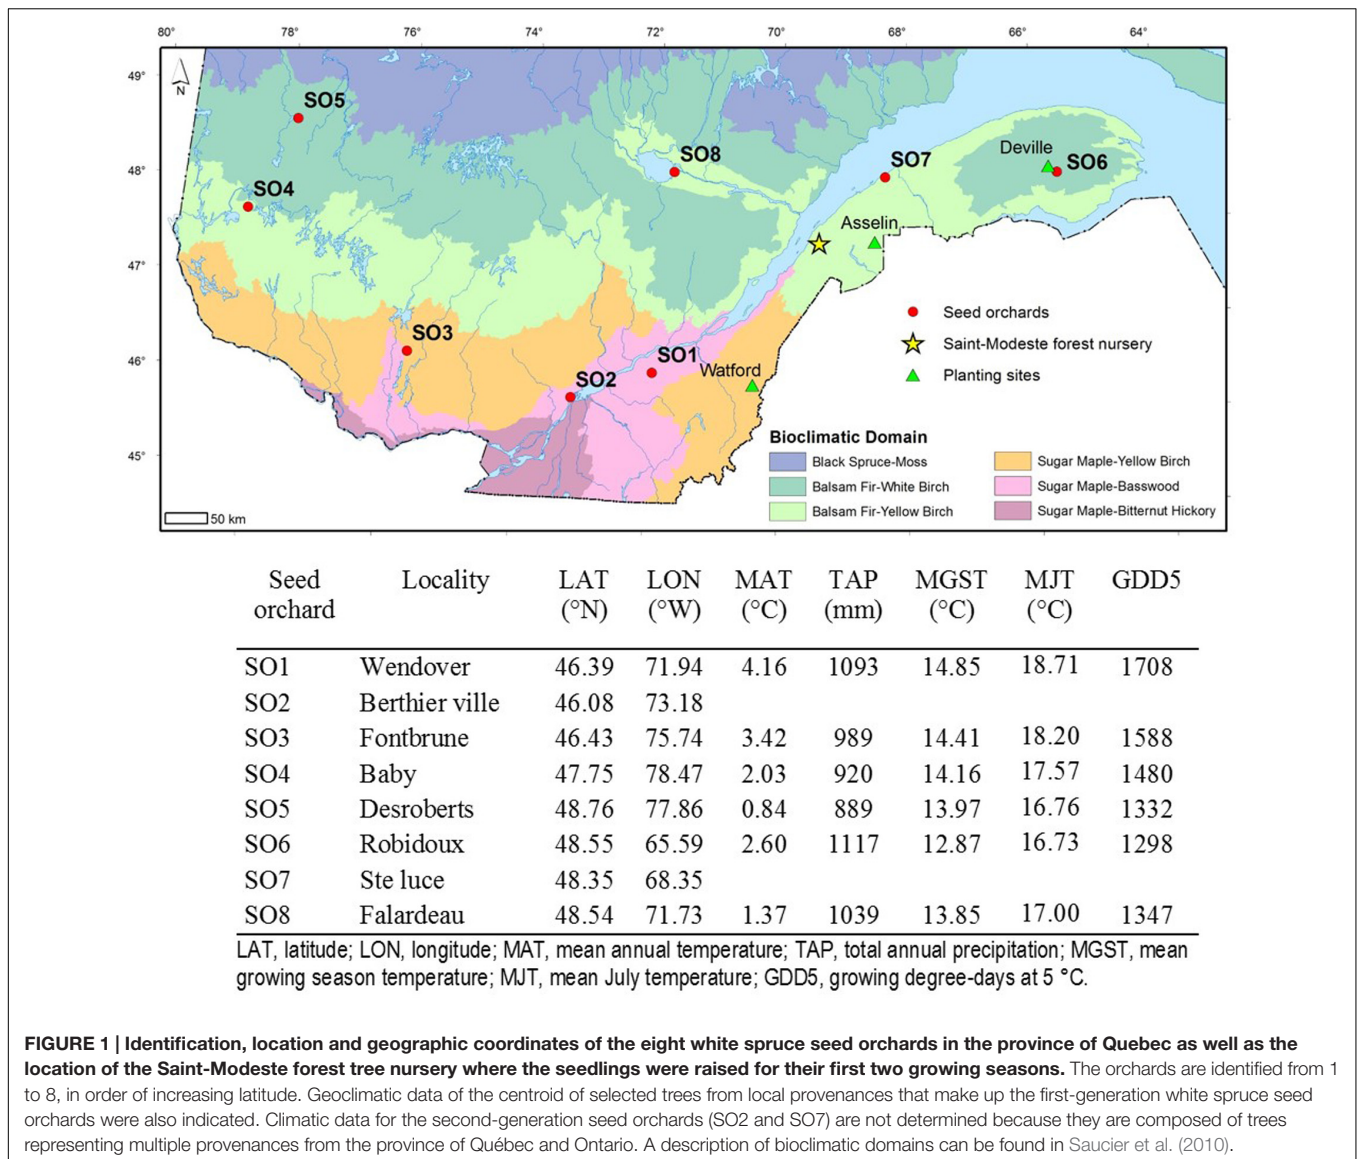 80° 78° 76° 74° 72° 70° 68° 66° 64°
49°
48°
47°
46°
45°
N
SO5
SO4
SO8
SO7
Deville
SO6
Asselin
SO3
SO1
SO2
Watford
Seed orchards
Saint-Modeste forest nursery
Planting sites
Bioclimatic Domain
Black Spruce-Moss
Balsam Fir-White Birch
Balsam Fir-Yellow Birch
Sugar Maple-Yellow Birch
Sugar Maple-Basswood
Sugar Maple-Bitternut Hickory
50 km
Seed Locality LAT LON MAT TAP MGST MJT GDD5
orchard (°N) (°W) (°C) (mm) (°C) (°C)
SO1 Wendover 46.39 71.94 4.16 1093 14.85 18.71 1708
SO2 Berthier ville 46.08 73.18
SO3 Fontbrune 46.43 75.74 3.42 989 14.41 18.20 1588
SO4 Baby 47.75 78.47 2.03 920 14.16 17.57 1480
SO5 Desroberts 48.76 77.86 0.84 889 13.97 16.76 1332
SO6 Robidoux 48.55 65.59 2.60 1117 12.87 16.73 1298
SO7 Ste luce 48.35 68.35
SO8 Falardeau 48.54 71.73 1.37 1039 13.85 17.00 1347
LAT, latitude; LON, longitude; MAT, mean annual temperature; TAP, total annual precipitation; MGST, mean
growing season temperature; MJT, mean July temperature; GDD5, growing degree-days at 5 °C.
FIGURE 1 | Identification, location and geographic coordinates of the eight white spruce seed orchards in the province of Quebec as well as the
location of the Saint-Modeste forest tree nursery where the seedlings were raised for their first two growing seasons. The orchards are identified from 1
to 8, in order of increasing latitude. Geoclimatic data of the centroid of selected trees from local provenances that make up the first-generation white spruce seed
orchards were also indicated. Climatic data for the second-generation seed orchards (SO2 and SO7) are not determined because they are composed of trees
representing multiple provenances from the province of Québec and Ontario. A description of bioclimatic domains can be found in Saucier et al. (2010).